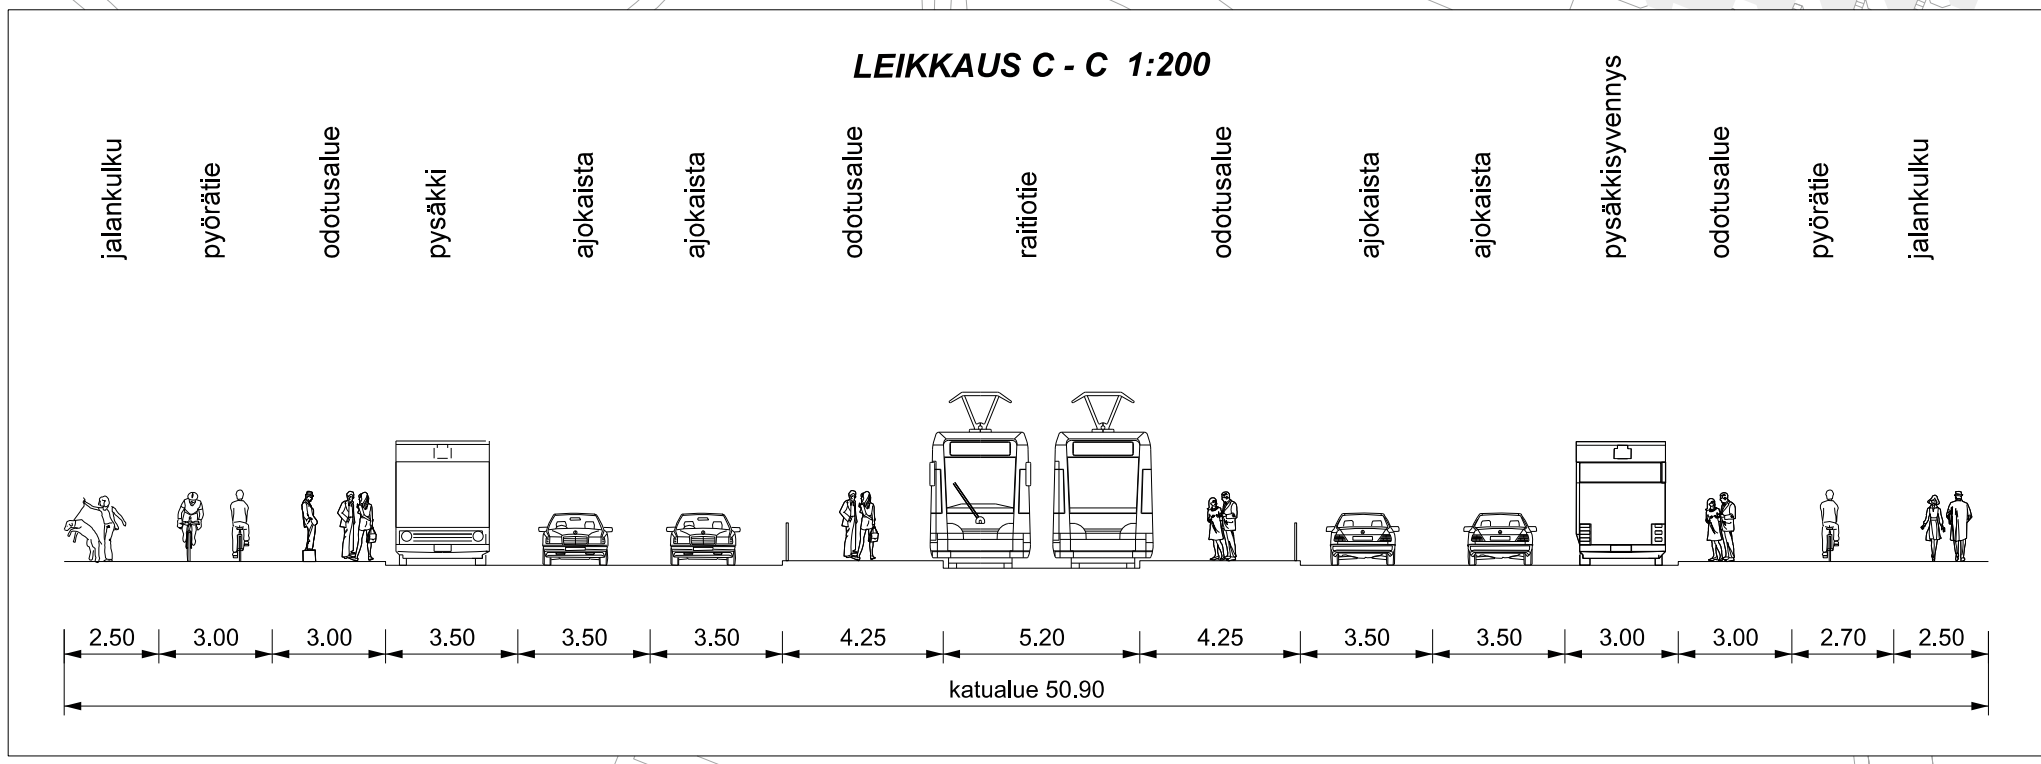 LEIKKAUS C - C 1:200
jalankulku
pyörätie
odotusalue
pysäkki
ajokaista
ajokaista
odotusalue
raitiotie
odotusalue
ajokaista
ajokaista
pysäkkisyvennys
odotusalue
pyörätie
jalankulku
2.50 3.00 3.00 3.50 3.50 3.50 4.25 5.20 4.25 3.50 3.50 3.00 3.00 2.70 2.50
katualue 50.90